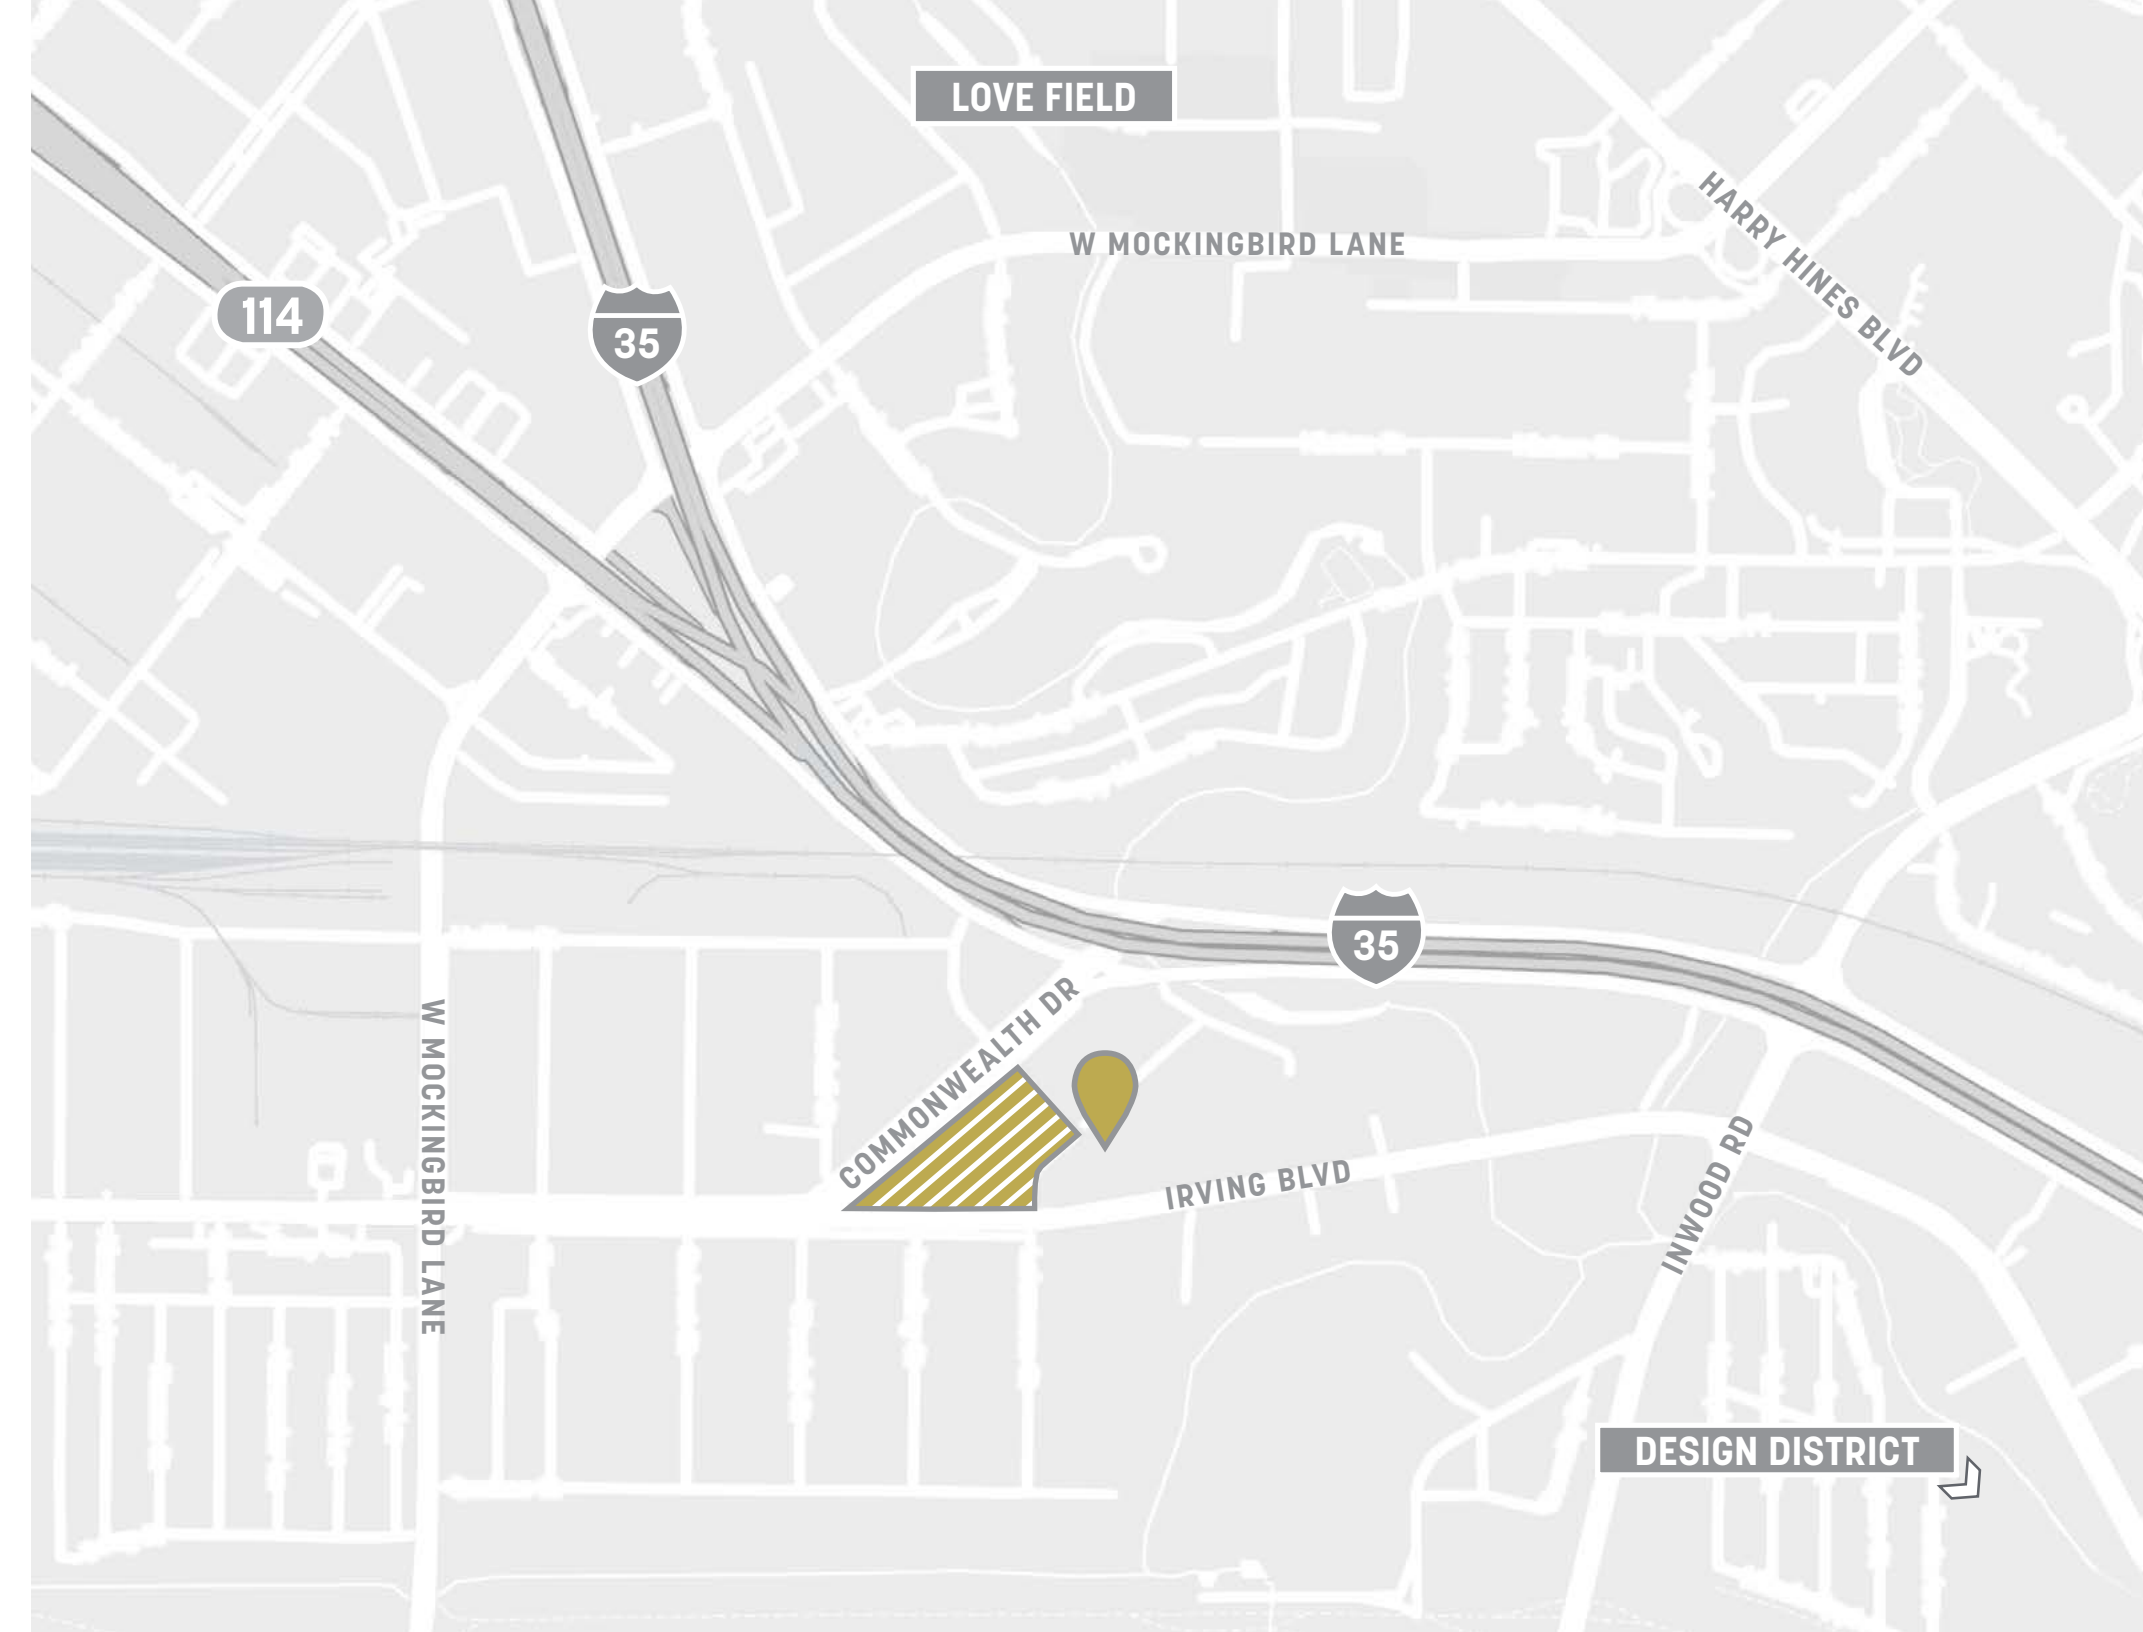 LOVE FIELD
HARRY HINES BLVD
W MOCKINGBIRD LANE
114
35
35
COMMONWEALTH DR
W MOCKINGBIRD LANE
IRVING BLVD
INWOOD RD
DESIGN DISTRICT